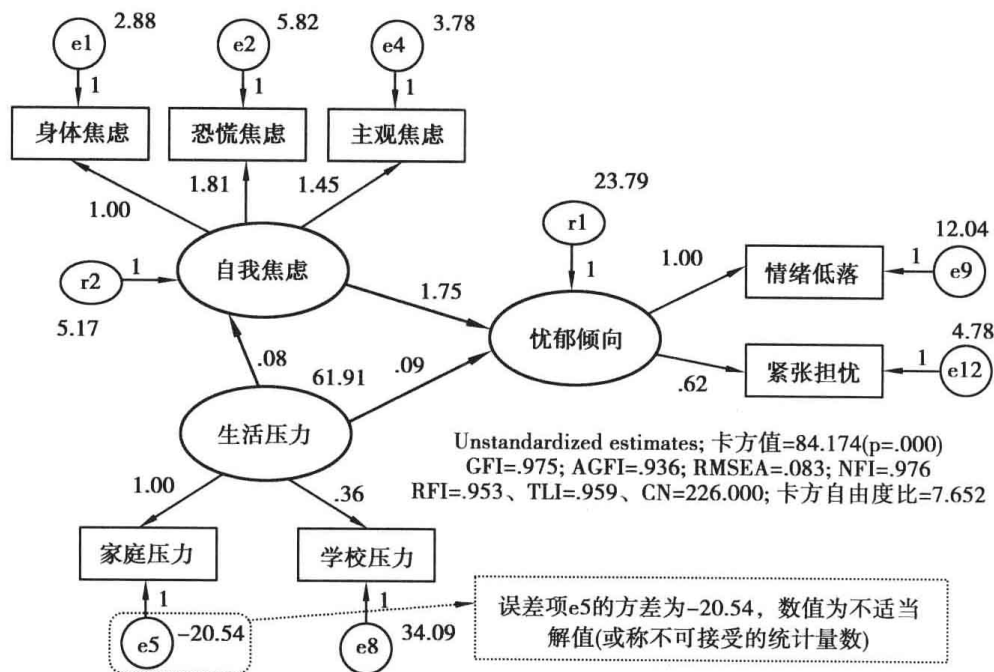 2.88
5.82
3.78
e1
e2
e4
1
1
1
身体焦虑
恐慌焦虑
主观焦虑
1.00
1.81
1.45
23.79
r1
1
r2
1
5.17
自我焦虑
1.75
1.00
12.04
情绪低落
1
e9
忧郁倾向
4.78
.62
紧张担忧
1
e12
.08
61.91
.09
生活压力
Unstandardized estimates; 卡方值=84.174(p=.000)
GFI=.975; AGFI=.936; RMSEA=.083; NFI=.976
RFI=.953、TLI=.959、CN=226.000; 卡方自由度比=7.652
1.00
.36
家庭压力
学校压力
1
1
e5
-20.54
e8
34.09
误差项e5的方差为-20.54，数值为不适当
解值(或称不可接受的统计量数)